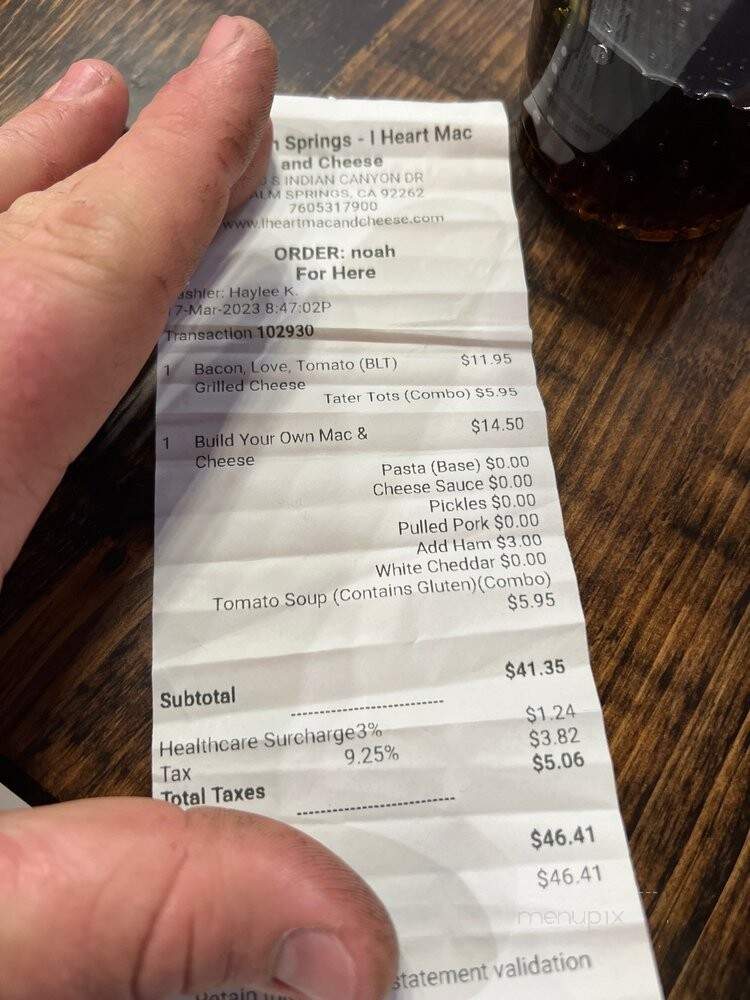 Springs - I Heart Mac
and Cheese
S INDIAN CANYON DR
ALM SPRINGS, CA 92262
7605317900
www.iheartmacandcheese.com
ORDER: noah
For Here
ashier: Haylee K.
7-Mar-2023 8:47:02P
Transaction 102930
1 Bacon, Love, Tomato (BLT) $11.95
Grilled Cheese
Tater Tots (Combo) $5.95
1 Build Your Own Mac & $14.50
Cheese
Pasta (Base) $0.00
Cheese Sauce $0.00
Pickles $0.00
Pulled Pork $0.00
Add Ham $3.00
White Cheddar $0.00
Tomato Soup (Contains Gluten)(Combo)
$5.95
Subtotal $41.35
Healthcare Surcharge3% $1.24
Tax 9.25% $3.82
Total Taxes $5.06
$46.41
$46.41
menupix
statement validation